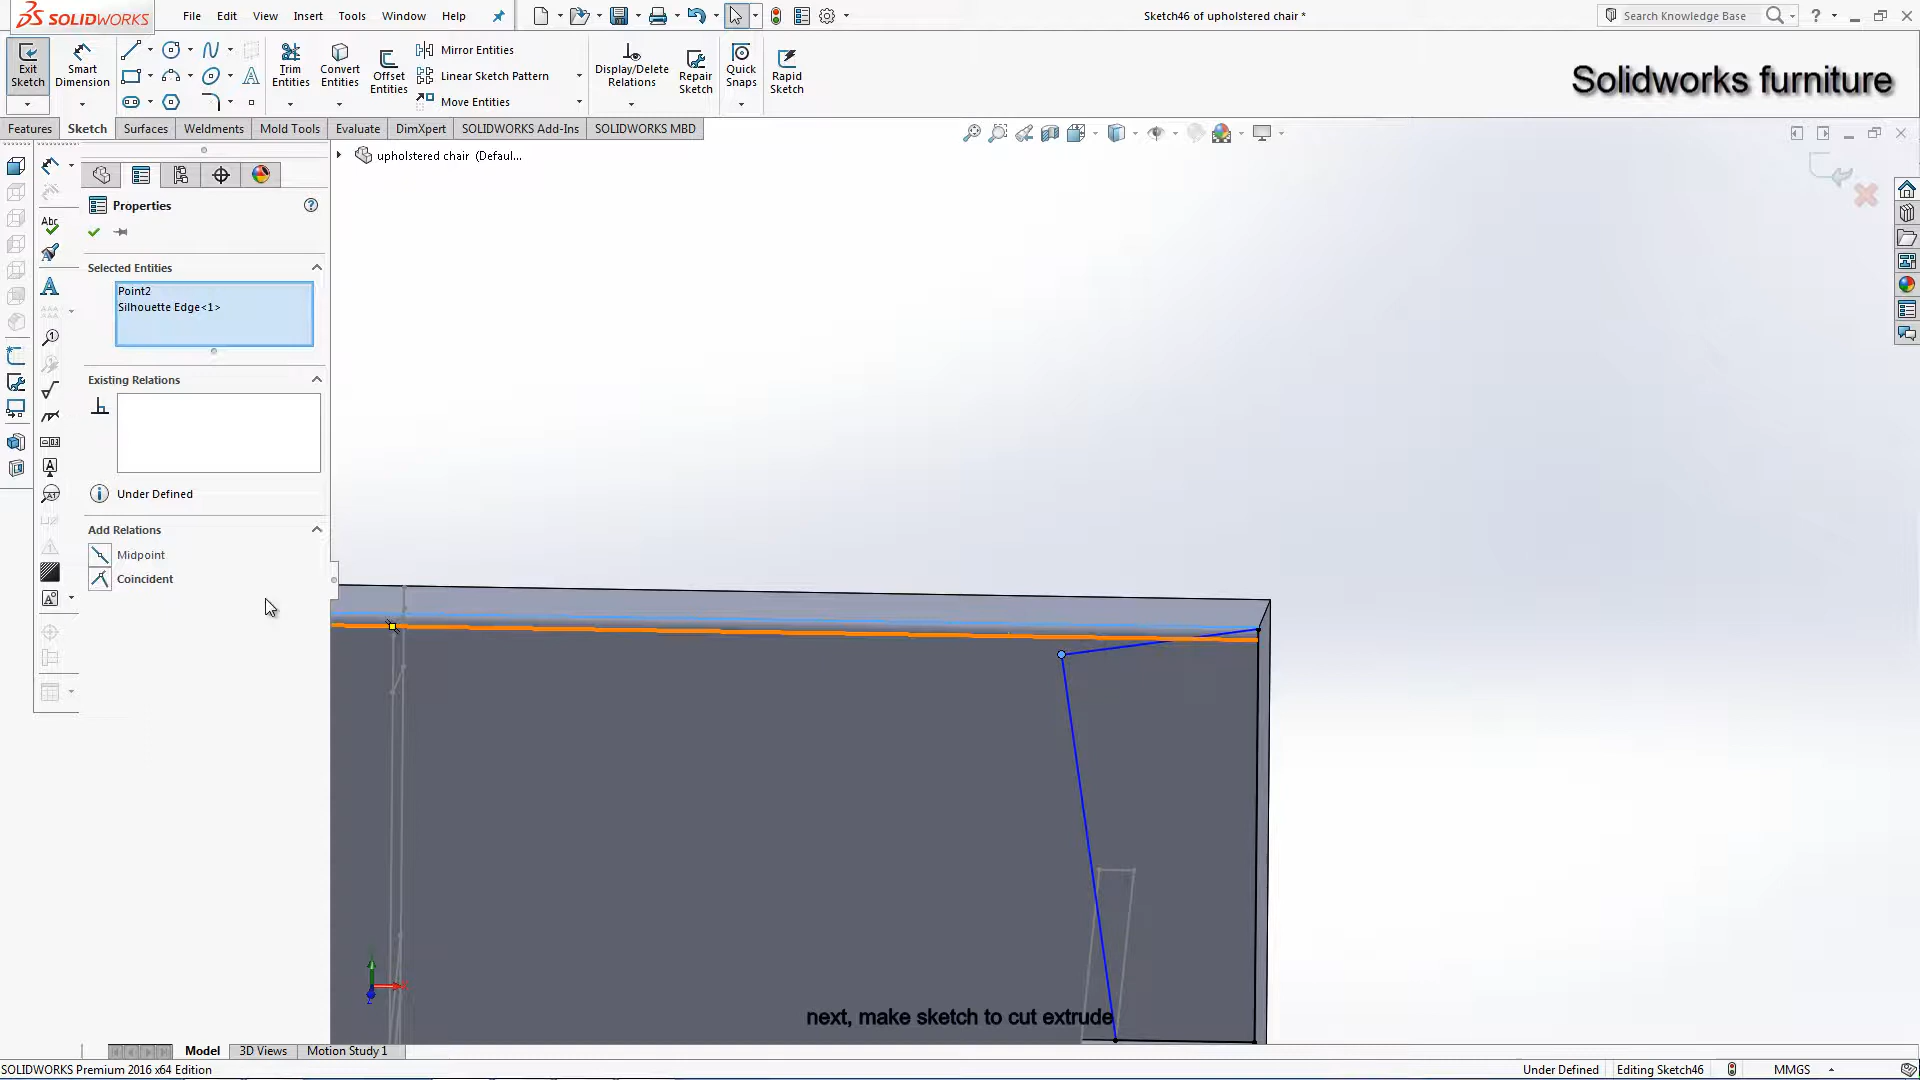 SOLIDWORKS
File Edit View Insert Tools Window Help
Sketch46 of upholstered chair *
Search Knowledge Base
Exit Sketch
Smart Dimension
Trim Entities
Convert Entities
Offset Entities
Mirror Entities
Linear Sketch Pattern
Move Entities
Display/Delete Relations
Repair Sketch
Quick Snaps
Rapid Sketch
Solidworks furniture
Features Sketch Surfaces Weldments Mold Tools Evaluate DimXpert SOLIDWORKS Add-Ins SOLIDWORKS MBD
upholstered chair (Defaul...
Properties
Selected Entities
Point2
Silhouette Edge<1>
Existing Relations
Under Defined
Add Relations
Midpoint
Coincident
next, make sketch to cut extrude
Model 3D Views Motion Study 1
SOLIDWORKS Premium 2016 x64 Edition
Under Defined Editing Sketch46 MMGS